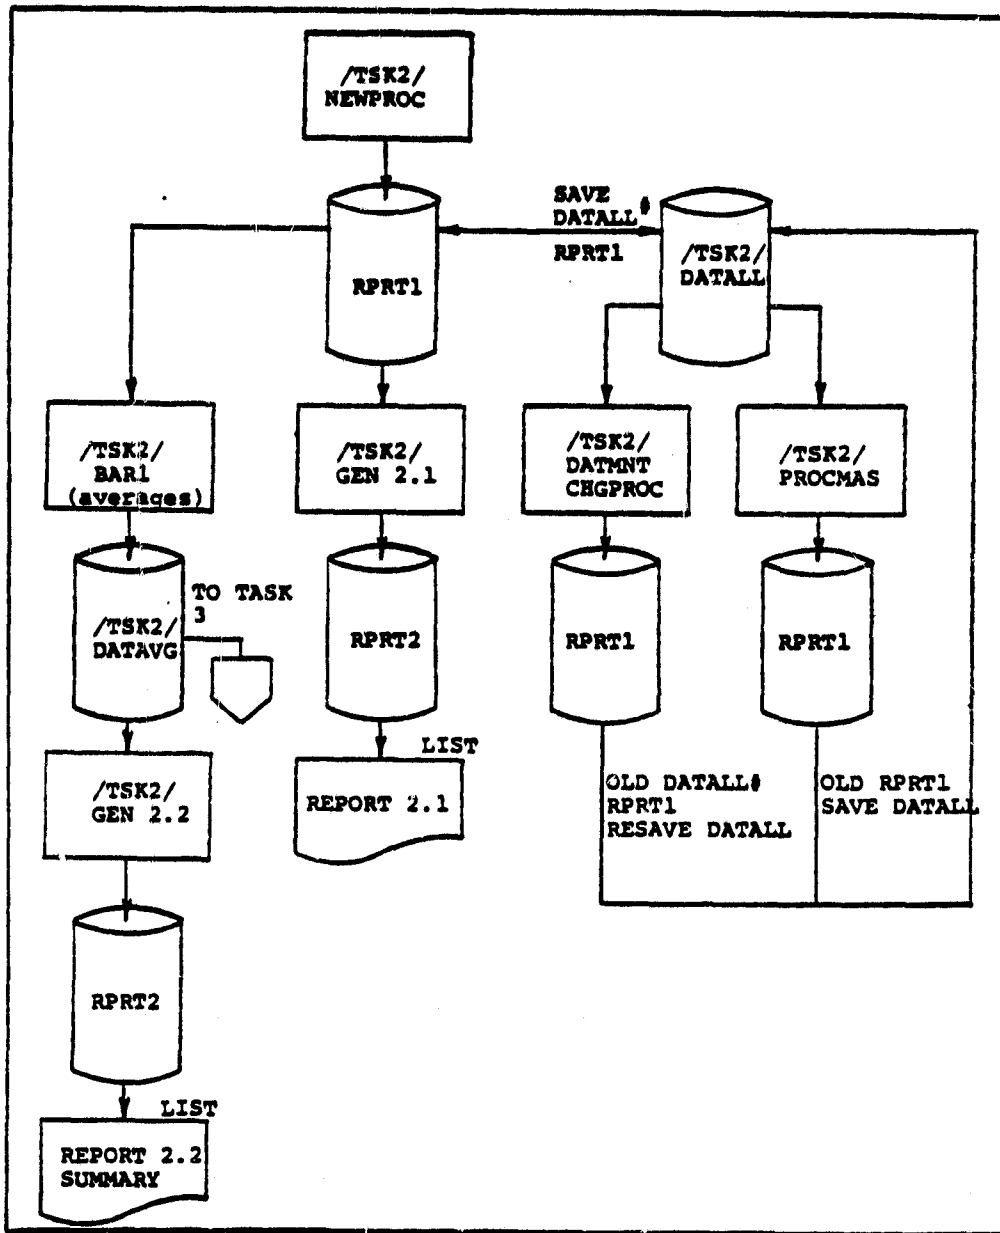 /TSK2/
NEWPROC
SAVE
DATALL#
RPRT1
RPRT1
/TSK2/
DATALL
/TSK2/
BAR1
(averages)
/TSK2/
GEN 2.1
/TSK2/
DATMNT
CHGPROC
/TSK2/
PROCMAS
TO TASK
3
/TSK2/
DATAVG
RPRT2
RPRT1
RPRT1
LIST
REPORT 2.1
OLD DATALL#
RPRT1
RESAVE DATALL
OLD RPRT1
SAVE DATALL
/TSK2/
GEN 2.2
RPRT2
LIST
REPORT 2.2
SUMMARY